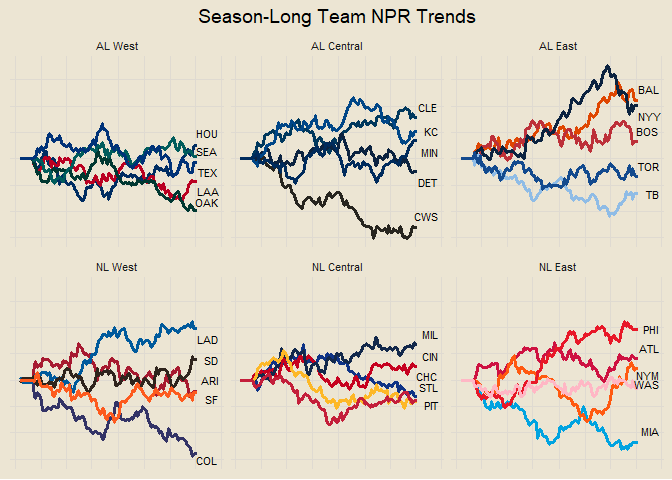 Season-Long Team NPR Trends
AL West
AL Central
AL East
HOU
SEA
TEX
LAA
OAK
CLE
KC
MIN
DET
CWS
BAL
NYY
BOS
TOR
TB
NL West
NL Central
NL East
LAD
SD
ARI
SF
COL
MIL
CIN
CHC
STL
PIT
PHI
ATL
NYM
WAS
MIA